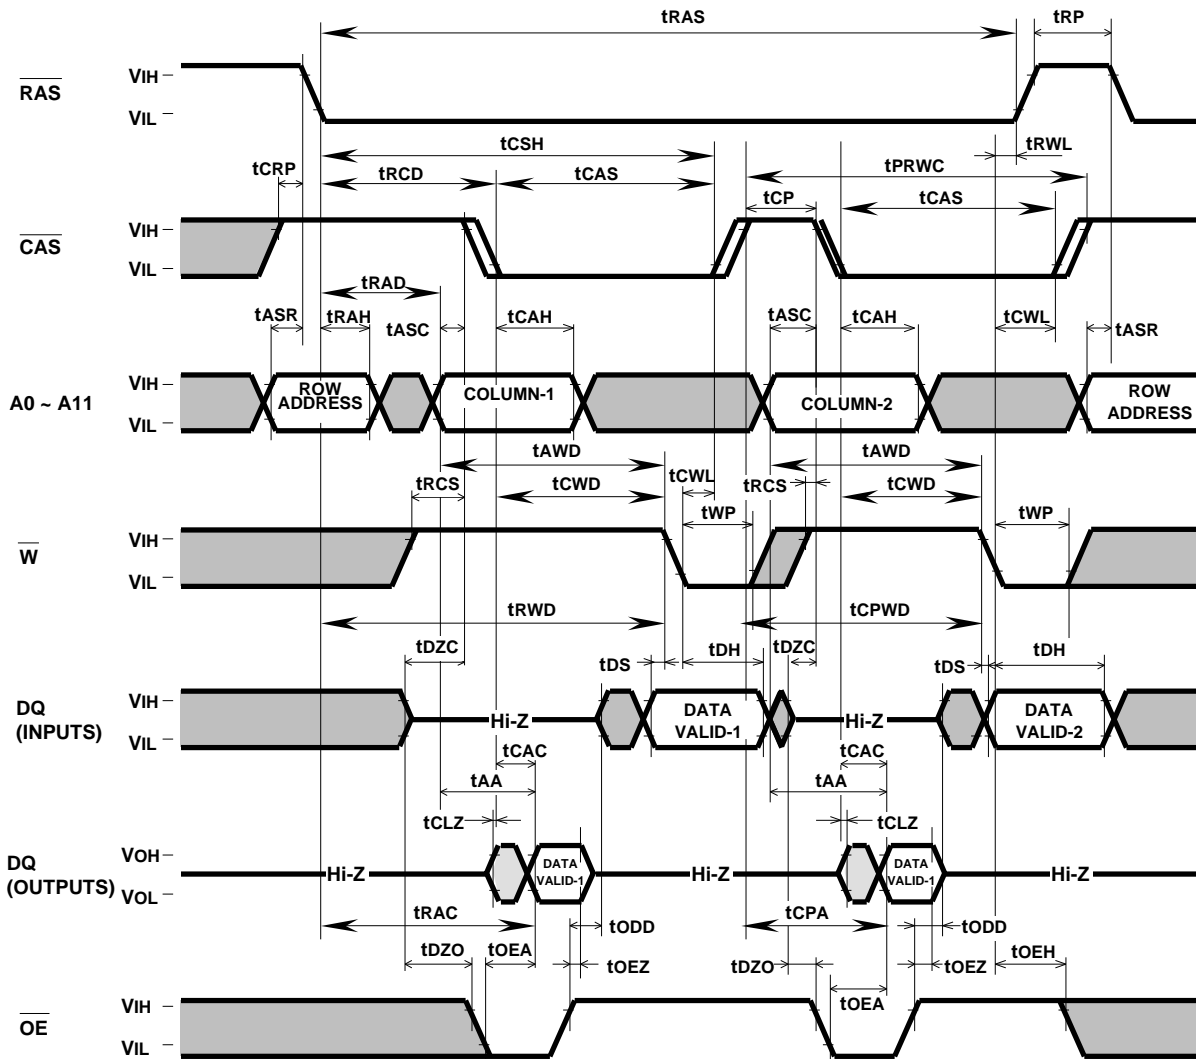 tRAS
tRP
RAS
VIH
VIL
tRWL
tCSH
tCRP
tRCD
tCAS
tPRWC
tCP
tCAS
CAS
VIH
VIL
tRAD
tASR
tRAH
tASC
tCAH
tASC
tCAH
tCWL
tASR
A0 ~ A11
VIH
VIL
ROW
ADDRESS
COLUMN-1
COLUMN-2
ROW
ADDRESS
tAWD
tAWD
tRCS
tCWD
tCWL
tRCS
tCWD
tWP
tWP
W
VIH
VIL
tRWD
tCPWD
tDZC
tDS
tDH
tDZC
tDS
tDH
DQ
(INPUTS)
VIH
VIL
Hi-Z
DATA
VALID-1
Hi-Z
DATA
VALID-2
tCAC
tCAC
tAA
tAA
tCLZ
tCLZ
DQ
(OUTPUTS)
VOH
VOL
Hi-Z
DATA
VALID-1
Hi-Z
DATA
VALID-1
Hi-Z
tRAC
tODD
tCPA
tODD
tDZO
tOEA
tOEZ
tDZO
tOEA
tOEZ
tOEH
OE
VIH
VIL